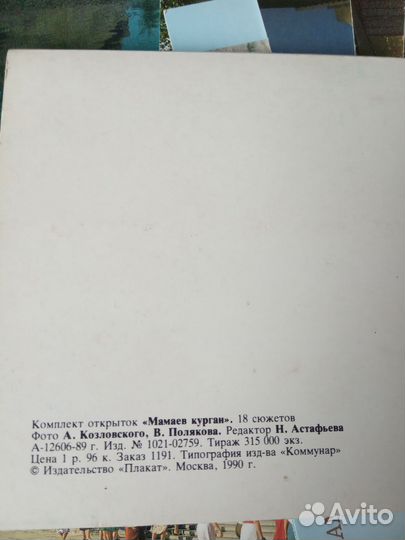 Комплект открыток «Мамаев курган». 18 сюжетов
Фото А. Козловского, В. Полякова. Редактор Н. Астафьева
А-12606-89 г. Изд. № 1021-02759. Тираж 315 000 экз.
Цена 1 р. 96 к. Заказ 1191. Типография изд-ва «Коммунар»
© Издательство «Плакат». Москва, 1990 г.
Avito